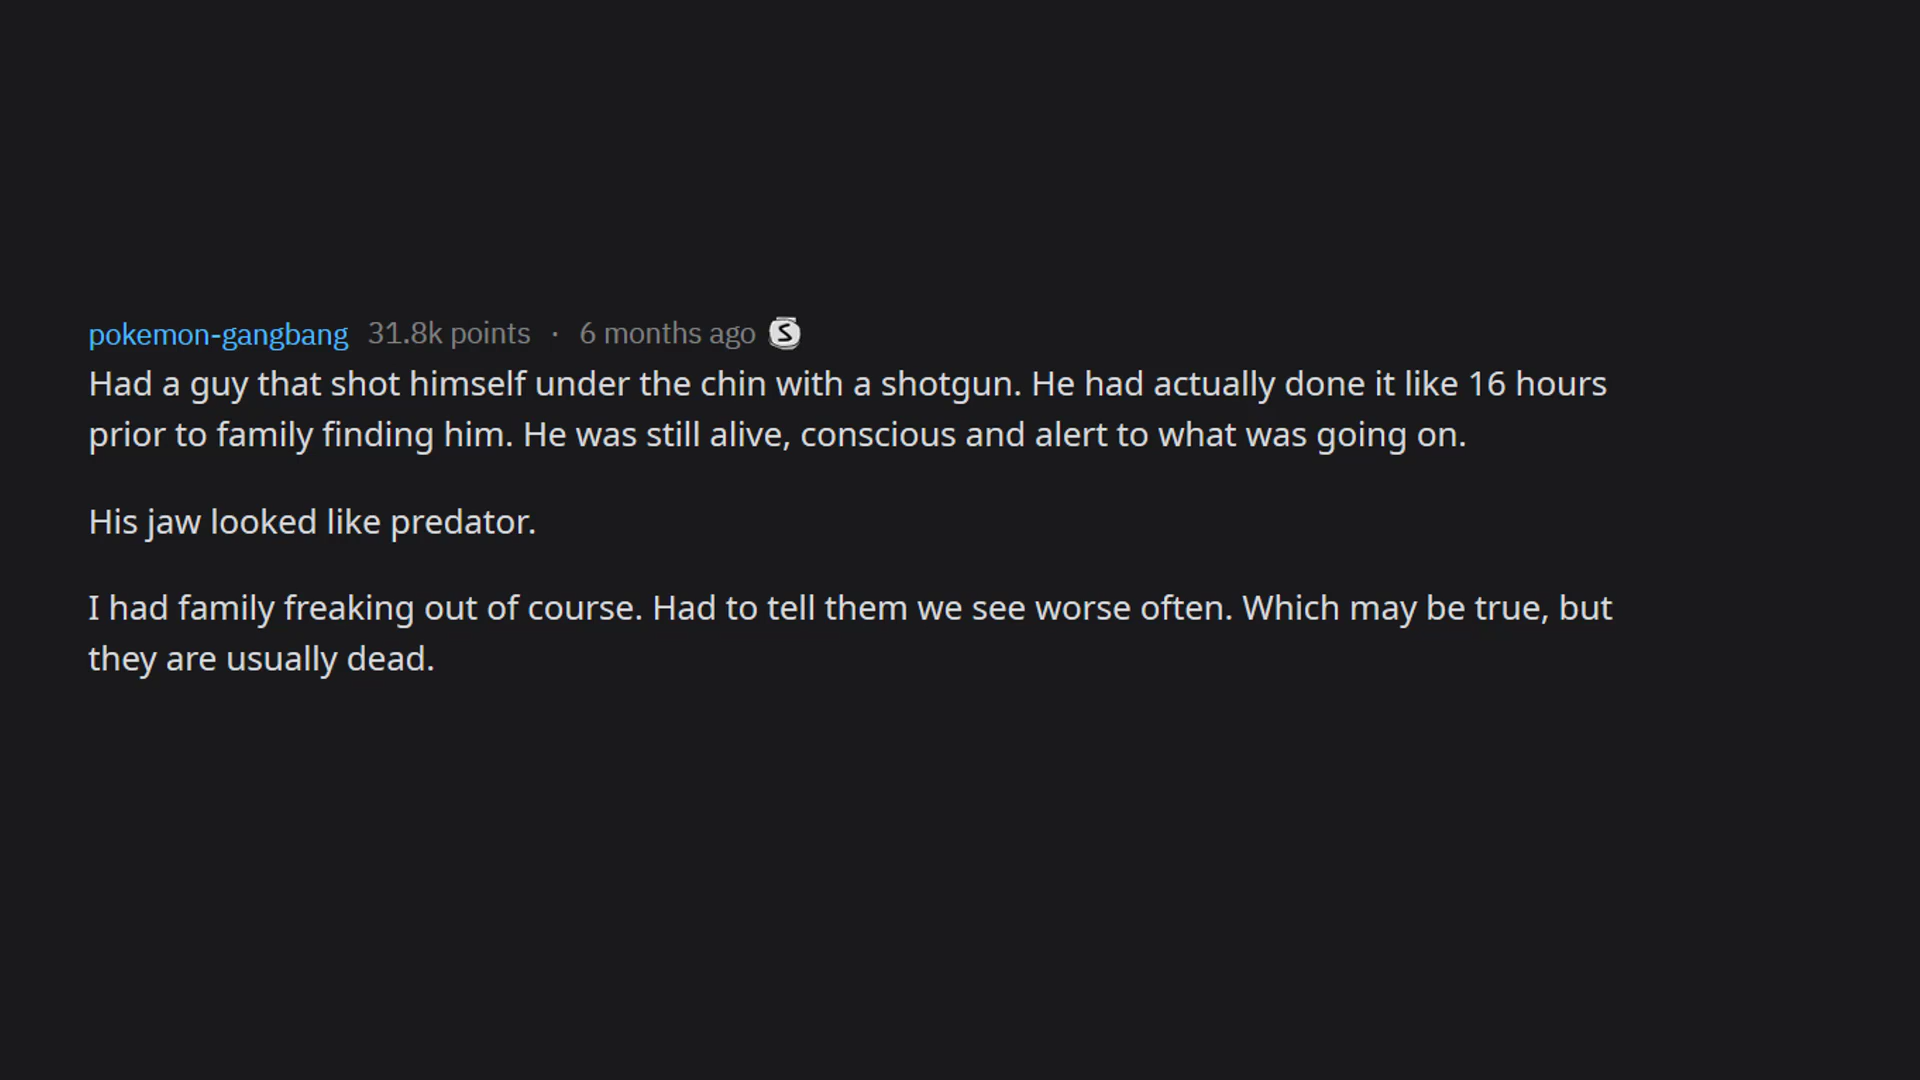 pokemon-gangbang 31.8k points · 6 months ago S
Had a guy that shot himself under the chin with a shotgun. He had actually done it like 16 hours
prior to family finding him. He was still alive, conscious and alert to what was going on.
His jaw looked like predator.
I had family freaking out of course. Had to tell them we see worse often. Which may be true, but
they are usually dead.